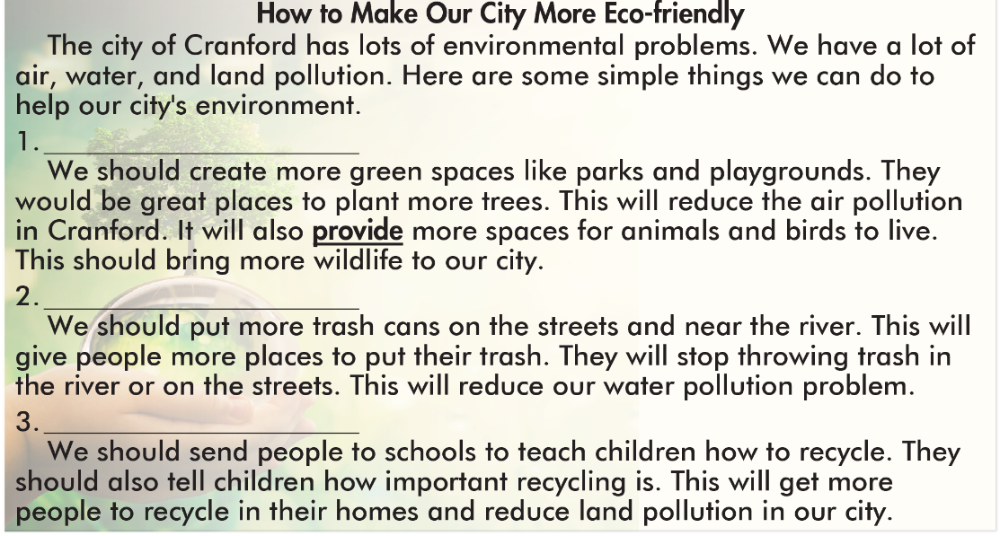 How to Make Our City More Eco-friendly
The city of Cranford has lots of environmental problems. We have a lot of
air, water, and land pollution. Here are some simple things we can do to
help our city's environment.
1.
We should create more green spaces like parks and playgrounds. They
would be great places to plant more trees. This will reduce the air pollution
in Cranford. It will also provide more spaces for animals and birds to live.
This should bring more wildlife to our city.
2.
We should put more trash cans on the streets and near the river. This will
give people more places to put their trash. They will stop throwing trash in
the river or on the streets. This will reduce our water pollution problem.
3.
We should send people to schools to teach children how to recycle. They
should also tell children how important recycling is. This will get more
people to recycle in their homes and reduce land pollution in our city.